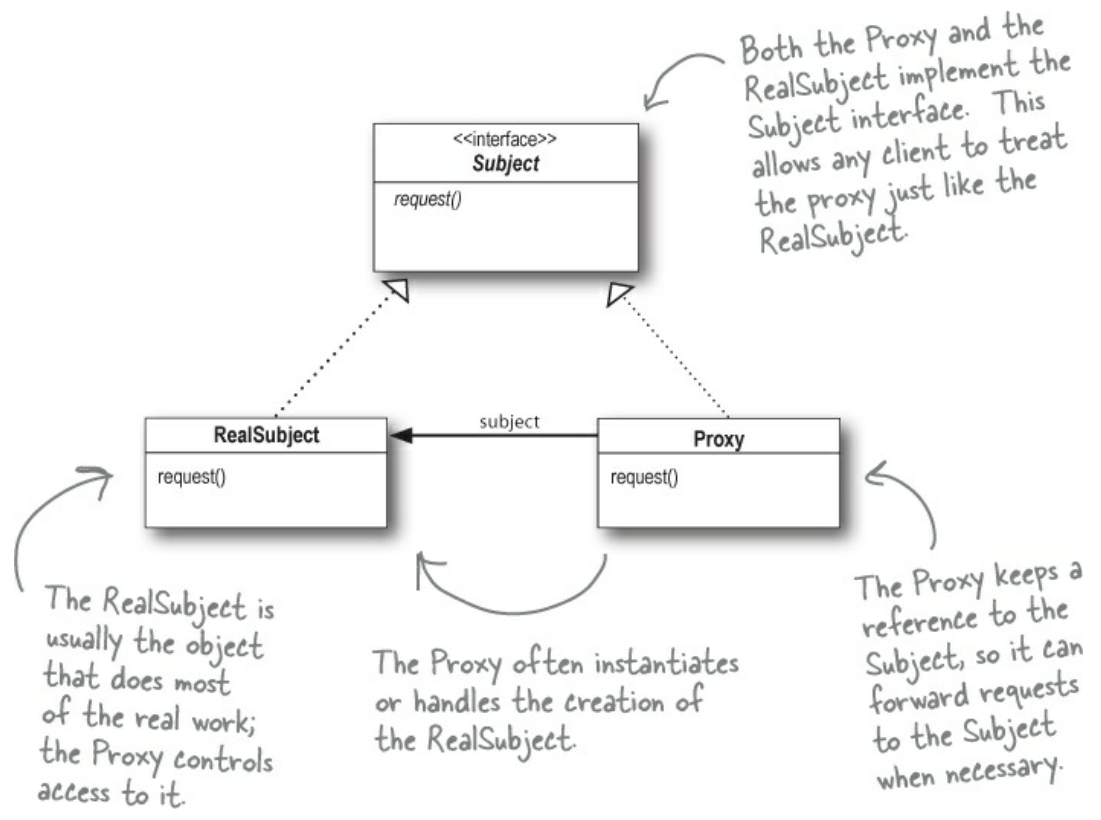 Both the Proxy and the
RealSubject implement the
Subject interface. This
allows any client to treat
the proxy just like the
RealSubject.
<<interface>>
Subject
request()
subject
RealSubject
request()
Proxy
request()
The RealSubject is
usually the object
that does most
of the real work;
the Proxy controls
access to it.
The Proxy often instantiates
or handles the creation of
the RealSubject.
The Proxy keeps a
reference to the
Subject, so it can
forward requests
to the Subject
when necessary.